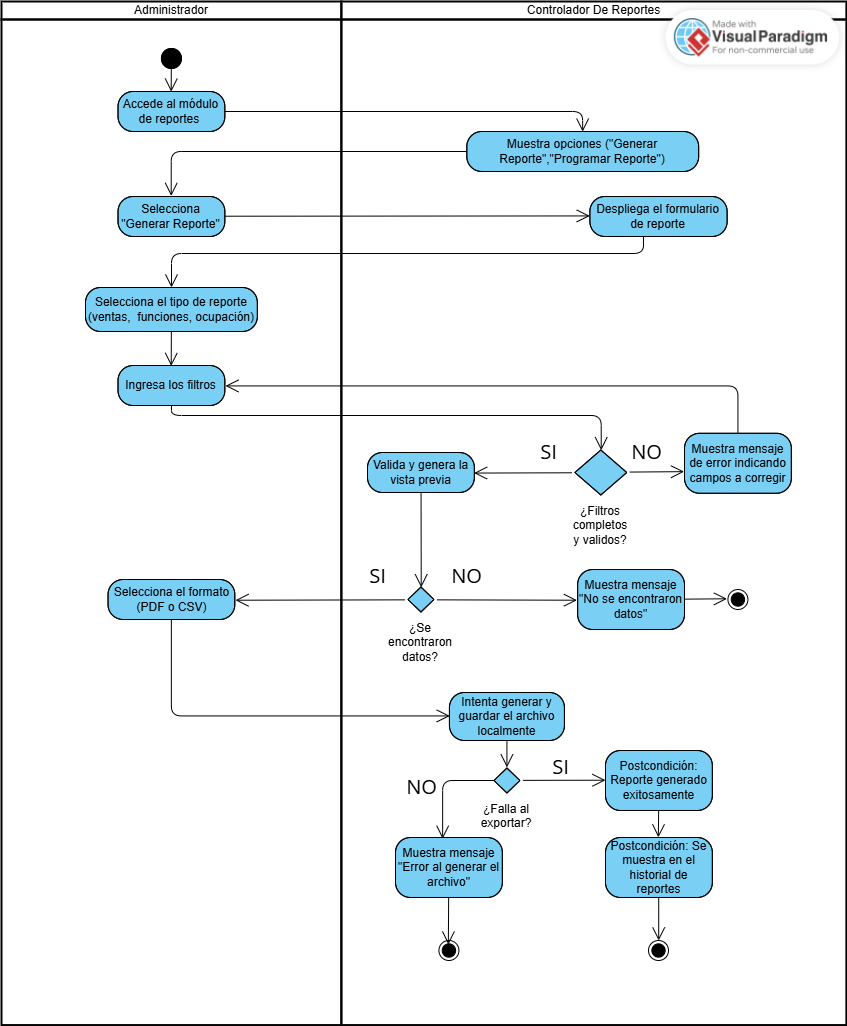 Administrador
Controlador De Reportes
Made with
Visual Paradigm
For non-commercial use
Accede al módulo
de reportes
Muestra opciones ("Generar
Reporte","Programar Reporte")
Selecciona
"Generar Reporte"
Despliega el formulario
de reporte
Selecciona el tipo de reporte
(ventas, funciones, ocupación)
Ingresa los filtros
SI
NO
Valida y genera la
vista previa
Muestra mensaje
de error indicando
campos a corregir
¿Filtros
completos
y validos?
SI
NO
Selecciona el formato
(PDF o CSV)
Muestra mensaje
"No se encontraron
datos"
¿Se
encontraron
datos?
Intenta generar y
guardar el archivo
localmente
NO
SI
¿Falla al
exportar?
Postcondición:
Reporte generado
exitosamente
Muestra mensaje
"Error al generar el
archivo"
Postcondición: Se
muestra en el
historial de
reportes